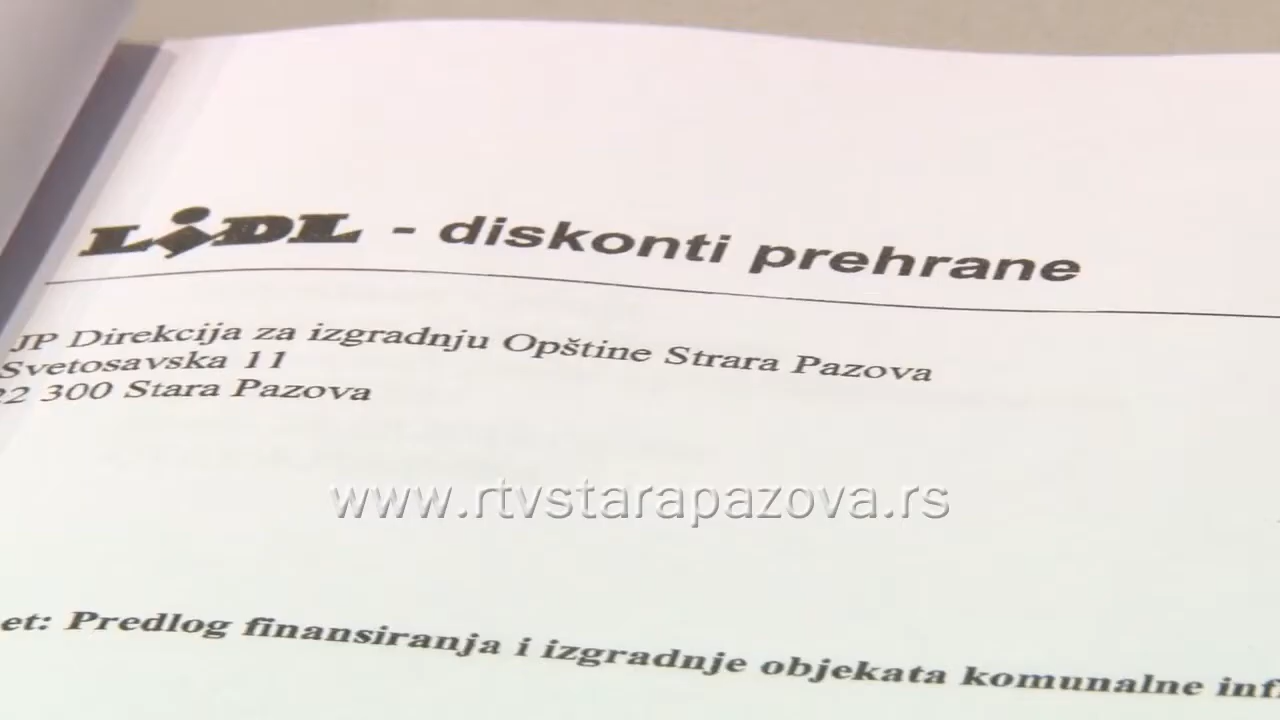 LiDL - diskonti prehrane
JP Direkcija za izgradnju Opštine Strara Pazova
Svetosavska 11
22 300 Stara Pazova
www.rtvstarapazova.rs
et: Predlog finansiranja i izgradnje objekata komunalne inf